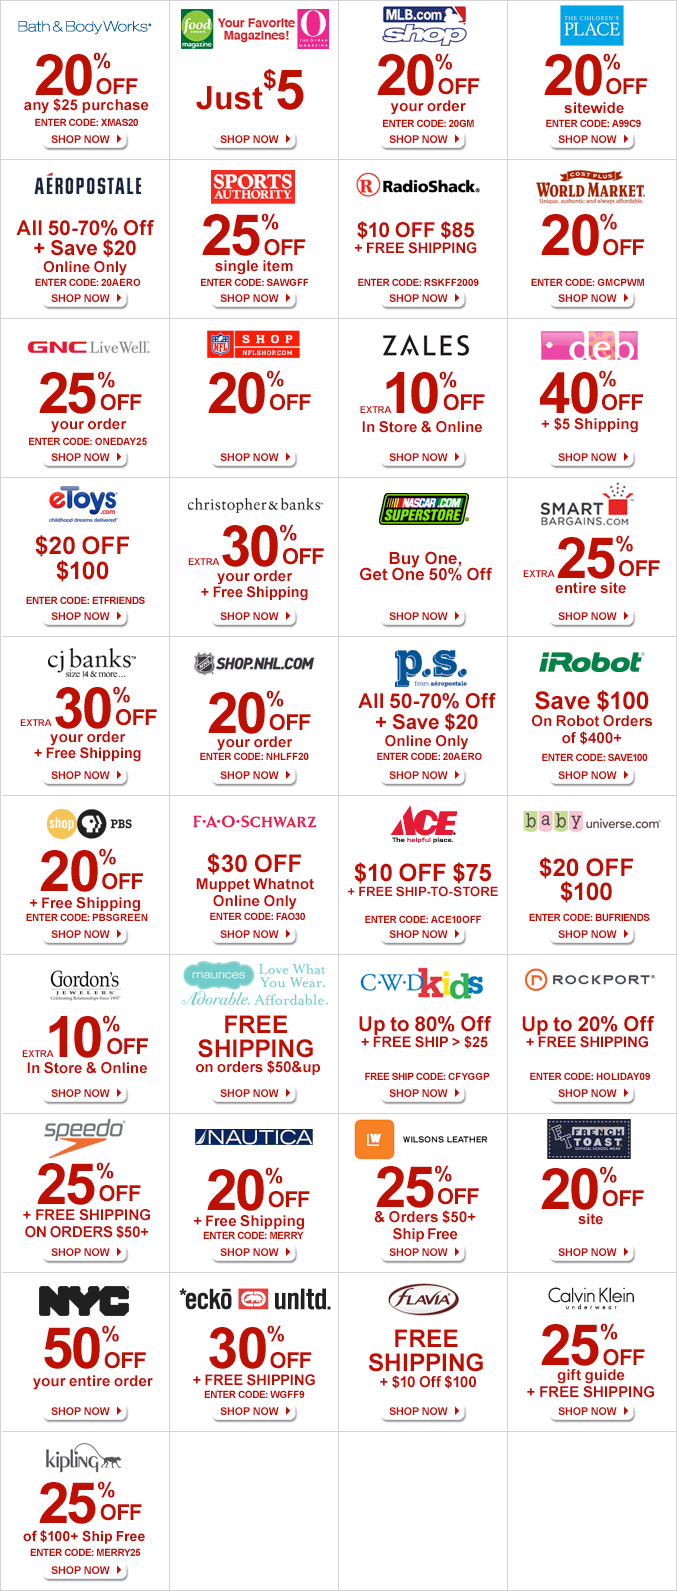 Bath & Body Works®
20% OFF
any $25 purchase
ENTER CODE: XMAS20
SHOP NOW
food
magazine
Your Favorite
Magazines!
O
THE OPRAH
MAGAZINE
Just $5
SHOP NOW
MLB.com
shop
20% OFF
your order
ENTER CODE: 20GM
SHOP NOW
THE CHILDREN'S
PLACE
20% OFF
sitewide
ENTER CODE: A99C9
SHOP NOW
AÉROPOSTALE
All 50-70% Off
+ Save $20
Online Only
ENTER CODE: 20AERO
SHOP NOW
SPORTS
AUTHORITY
25% OFF
single item
ENTER CODE: SAWGFF
SHOP NOW
R RadioShack®
$10 OFF $85
+ FREE SHIPPING
ENTER CODE: RSKFF2009
SHOP NOW
COST PLUS
WORLD MARKET.
Unique, authentic and always affordable.
20% OFF
ENTER CODE: GMCPWM
SHOP NOW
GNC LiveWell.
25% OFF
your order
ENTER CODE: ONEDAY25
SHOP NOW
NFL SHOP
NFLSHOP.COM
20% OFF
SHOP NOW
ZALES
EXTRA 10% OFF
In Store & Online
SHOP NOW
deb
40% OFF
+ $5 Shipping
SHOP NOW
eToys
.com
childhood dreams delivered
$20 OFF
$100
ENTER CODE: ETFRIENDS
SHOP NOW
christopher & banks
EXTRA 30% OFF
your order
+ Free Shipping
SHOP NOW
NASCAR.COM
SUPERSTORE
Buy One,
Get One 50% Off
SHOP NOW
SMART
BARGAINS.COM
EXTRA 25% OFF
entire site
SHOP NOW
cj banks™
size 14 & more...
EXTRA 30% OFF
your order
+ Free Shipping
SHOP NOW
NHL SHOP.NHL.COM
20% OFF
your order
ENTER CODE: NHLFF20
SHOP NOW
p.s.
from aéropostale
All 50-70% Off
+ Save $20
Online Only
ENTER CODE: 20AERO
SHOP NOW
iRobot®
Save $100
On Robot Orders
of $400+
ENTER CODE: SAVE100
SHOP NOW
shop PBS
20% OFF
+ Free Shipping
ENTER CODE: PBSGREEN
SHOP NOW
F·A·O·SCHWARZ
$30 OFF
Muppet Whatnot
Online Only
ENTER CODE: FAO30
SHOP NOW
ACE
The helpful place.
$10 OFF $75
+ FREE SHIP-TO-STORE
ENTER CODE: ACE10OFF
SHOP NOW
baby universe.com®
$20 OFF
$100
ENTER CODE: BUFRIENDS
SHOP NOW
Gordon's
JEWELERS
Celebrating Relationships Since 1905
EXTRA 10% OFF
In Store & Online
SHOP NOW
maurices
Love What
You Wear.
Adorable. Affordable.
FREE
SHIPPING
on orders $50&up
SHOP NOW
C·W·D kids
Up to 80% Off
+ FREE SHIP > $25
FREE SHIP CODE: CFYGGP
SHOP NOW
ROCKPORT®
Up to 20% Off
+ FREE SHIPPING
ENTER CODE: HOLIDAY09
SHOP NOW
speedo®
25% OFF
+ FREE SHIPPING
ON ORDERS $50+
SHOP NOW
NAUTICA
20% OFF
+ Free Shipping
ENTER CODE: MERRY
SHOP NOW
LW WILSONS LEATHER
25% OFF
& Orders $50+
Ship Free
SHOP NOW
FT FRENCH
TOAST
OFFICIAL SCHOOL WEAR
20% OFF
site
SHOP NOW
NYC
50% OFF
your entire order
SHOP NOW
*eckō unltd.
30% OFF
+ FREE SHIPPING
ENTER CODE: WGFF9
SHOP NOW
FLAVIA
FREE
SHIPPING
+ $10 Off $100
SHOP NOW
Calvin Klein
underwear
25% OFF
gift guide
+ FREE SHIPPING
SHOP NOW
kipling
25% OFF
of $100+ Ship Free
ENTER CODE: MERRY25
SHOP NOW